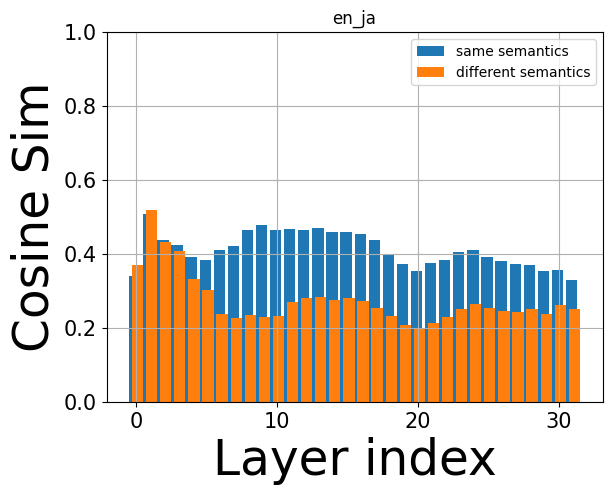 en_ja
same semantics
different semantics
1.0
0.8
0.6
0.4
0.2
0.0
Cosine Sim
0 10 20 30
Layer index